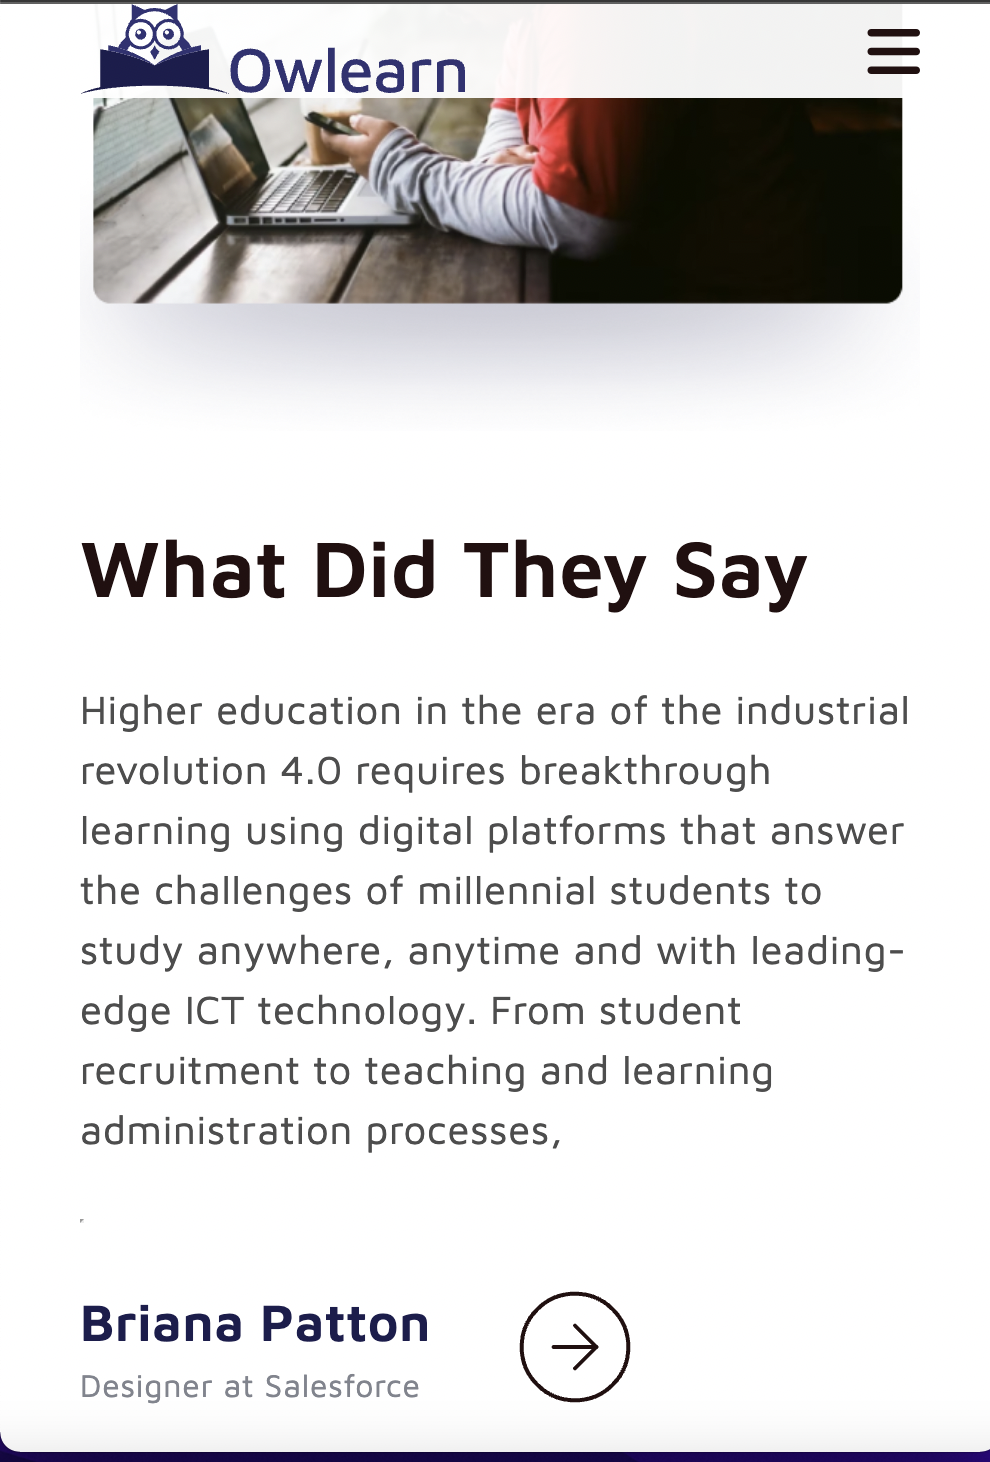 Owlearn
What Did They Say
Higher education in the era of the industrial
revolution 4.0 requires breakthrough
learning using digital platforms that answer
the challenges of millennial students to
study anywhere, anytime and with leading-
edge ICT technology. From student
recruitment to teaching and learning
administration processes,
Briana Patton
Designer at Salesforce